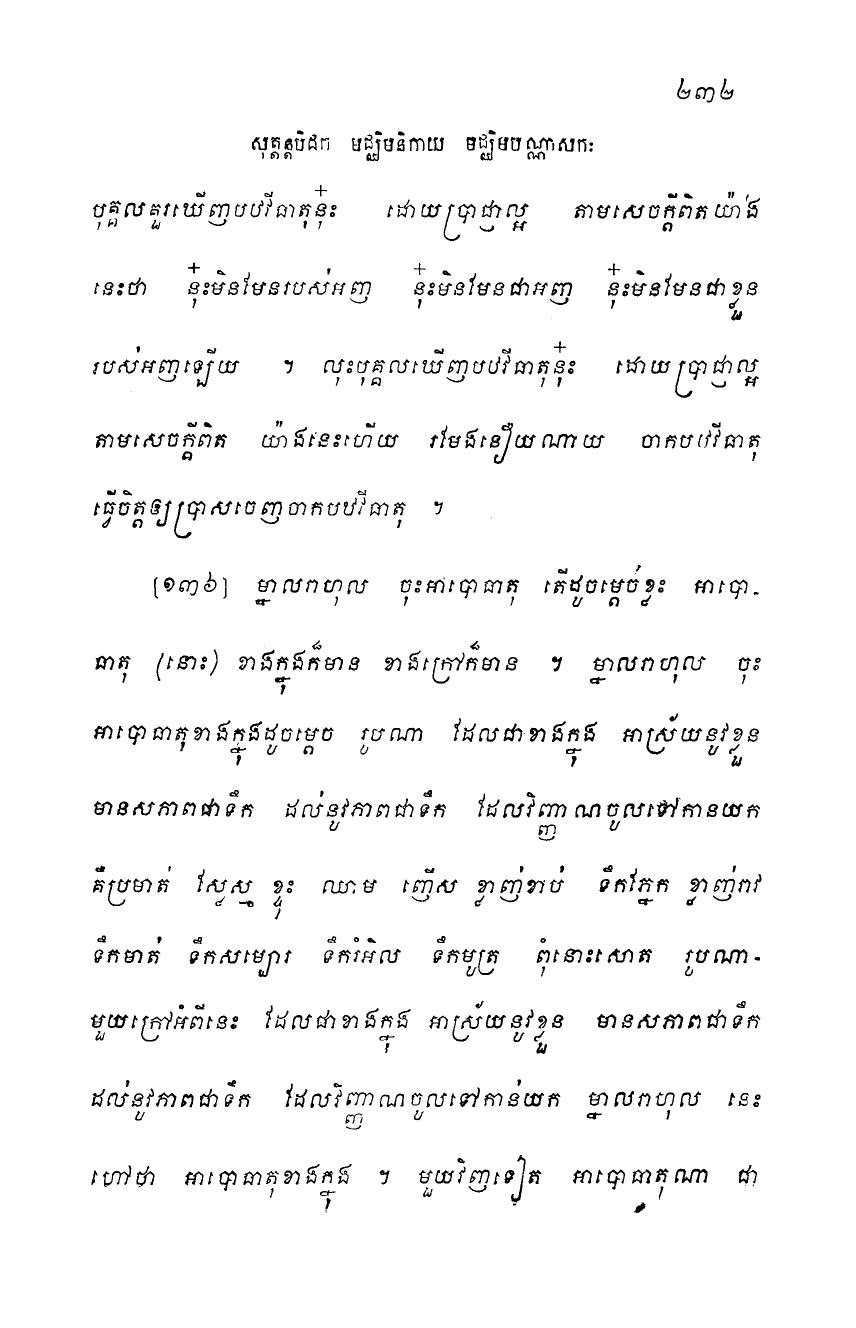 ២៣២
សុត្តន្តបិដក មជ្ឈិមនិកាយ មជ្ឈិមបណ្ណាសកៈ
បុគ្គលគួរឃើញបឋវីធាតុនុ៎ះ ដោយប្រាជ្ញាល្អ តាមសេចក្តីពិតយ៉ាង
នេះថា នុ៎ះមិនមែនរបស់អញ នុ៎ះមិនមែនជាអញ នុ៎ះមិនមែនជាខ្លួន
របស់អញឡើយ ។ លុះបុគ្គលឃើញបឋវីធាតុនុ៎ះ ដោយប្រាជ្ញាល្អ
តាមសេចក្តីពិត យ៉ាងនេះហើយ រមែងនឿយណាយ ចាកបឋវីធាតុ
ធ្វើចិត្តឲ្យប្រាសចេញចាកបឋវីធាតុ ។
[១៣៦] ម្នាលរាហុល ចុះអាបោធាតុ តើដូចម្តេចខ្លះ អាបោ-
ធាតុ (នោះ) ខាងក្នុងក៏មាន ខាងក្រៅក៏មាន ។ ម្នាលរាហុល ចុះ
អាបោធាតុខាងក្នុងដូចម្តេច រូបណា ដែលជាខាងក្នុង អាស្រ័យនូវខ្លួន
មានសភាពជាទឹក ដល់នូវភាពជាទឹក ដែលវិញ្ញាណចូលទៅកាន់យក
គឺប្រមាត់ ស្លេស្ម ខ្ទុះ ឈាម ញើស ខ្លាញ់ខាប់ ទឹកភ្នែក ខ្លាញ់រាវ
ទឹកមាត់ ទឹកសម្បោរ ទឹករំអិល ទឹកមូត្រ ពុំនោះសោត រូបណា-
មួយក្រៅអំពីនេះ ដែលជាខាងក្នុង អាស្រ័យនូវខ្លួន មានសភាពជាទឹក
ដល់នូវភាពជាទឹក ដែលវិញ្ញាណចូលទៅកាន់យក ម្នាលរាហុល នេះ
ហៅថា អាបោធាតុខាងក្នុង ។ មួយវិញទៀត អាបោធាតុណា ជា